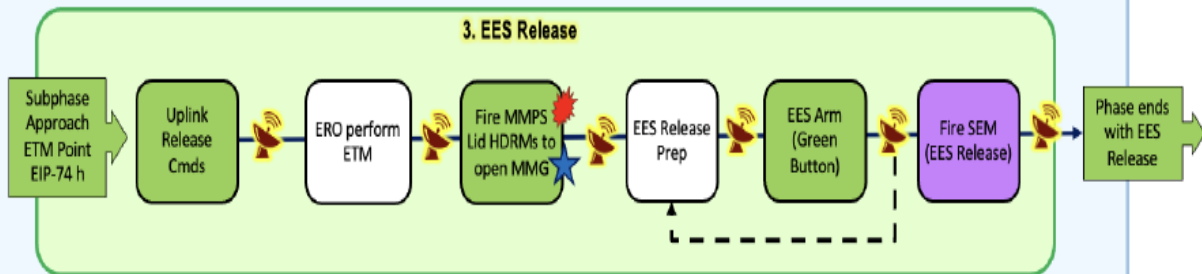 3. EES Release
Subphase
Approach
ETM Point
EIP-74 h
Uplink
Release
Cmds
ERO perform
ETM
Fire MMPS
Lid HDRMs to
open MMG
EES Release
Prep
EES Arm
(Green
Button)
Fire SEM
(EES Release)
Phase ends
with EES
Release